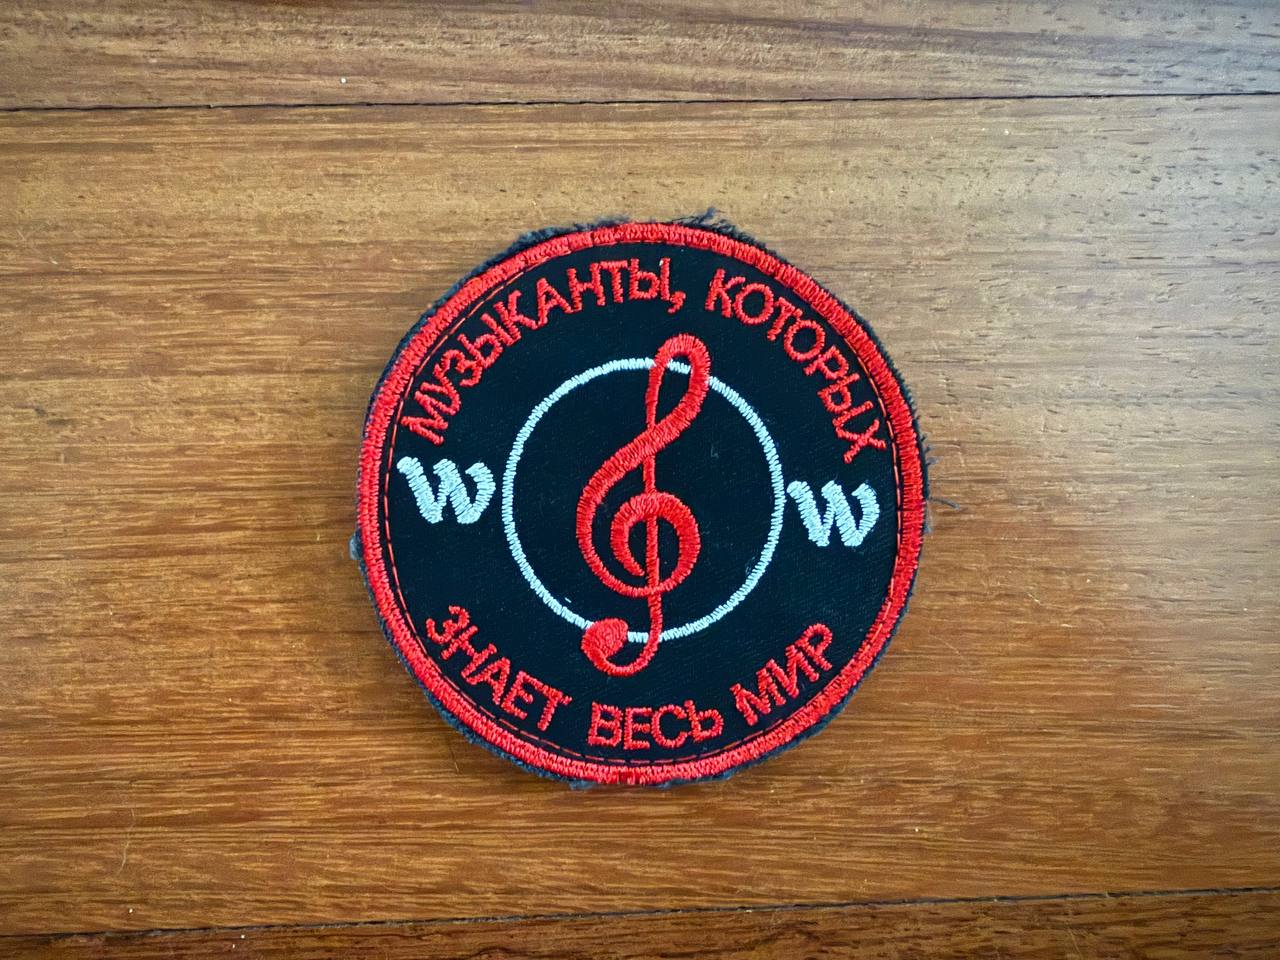 МУЗЫКАНТЫ, КОТОРЫХ
W W
ЗНАЕТ ВЕСЬ МИР